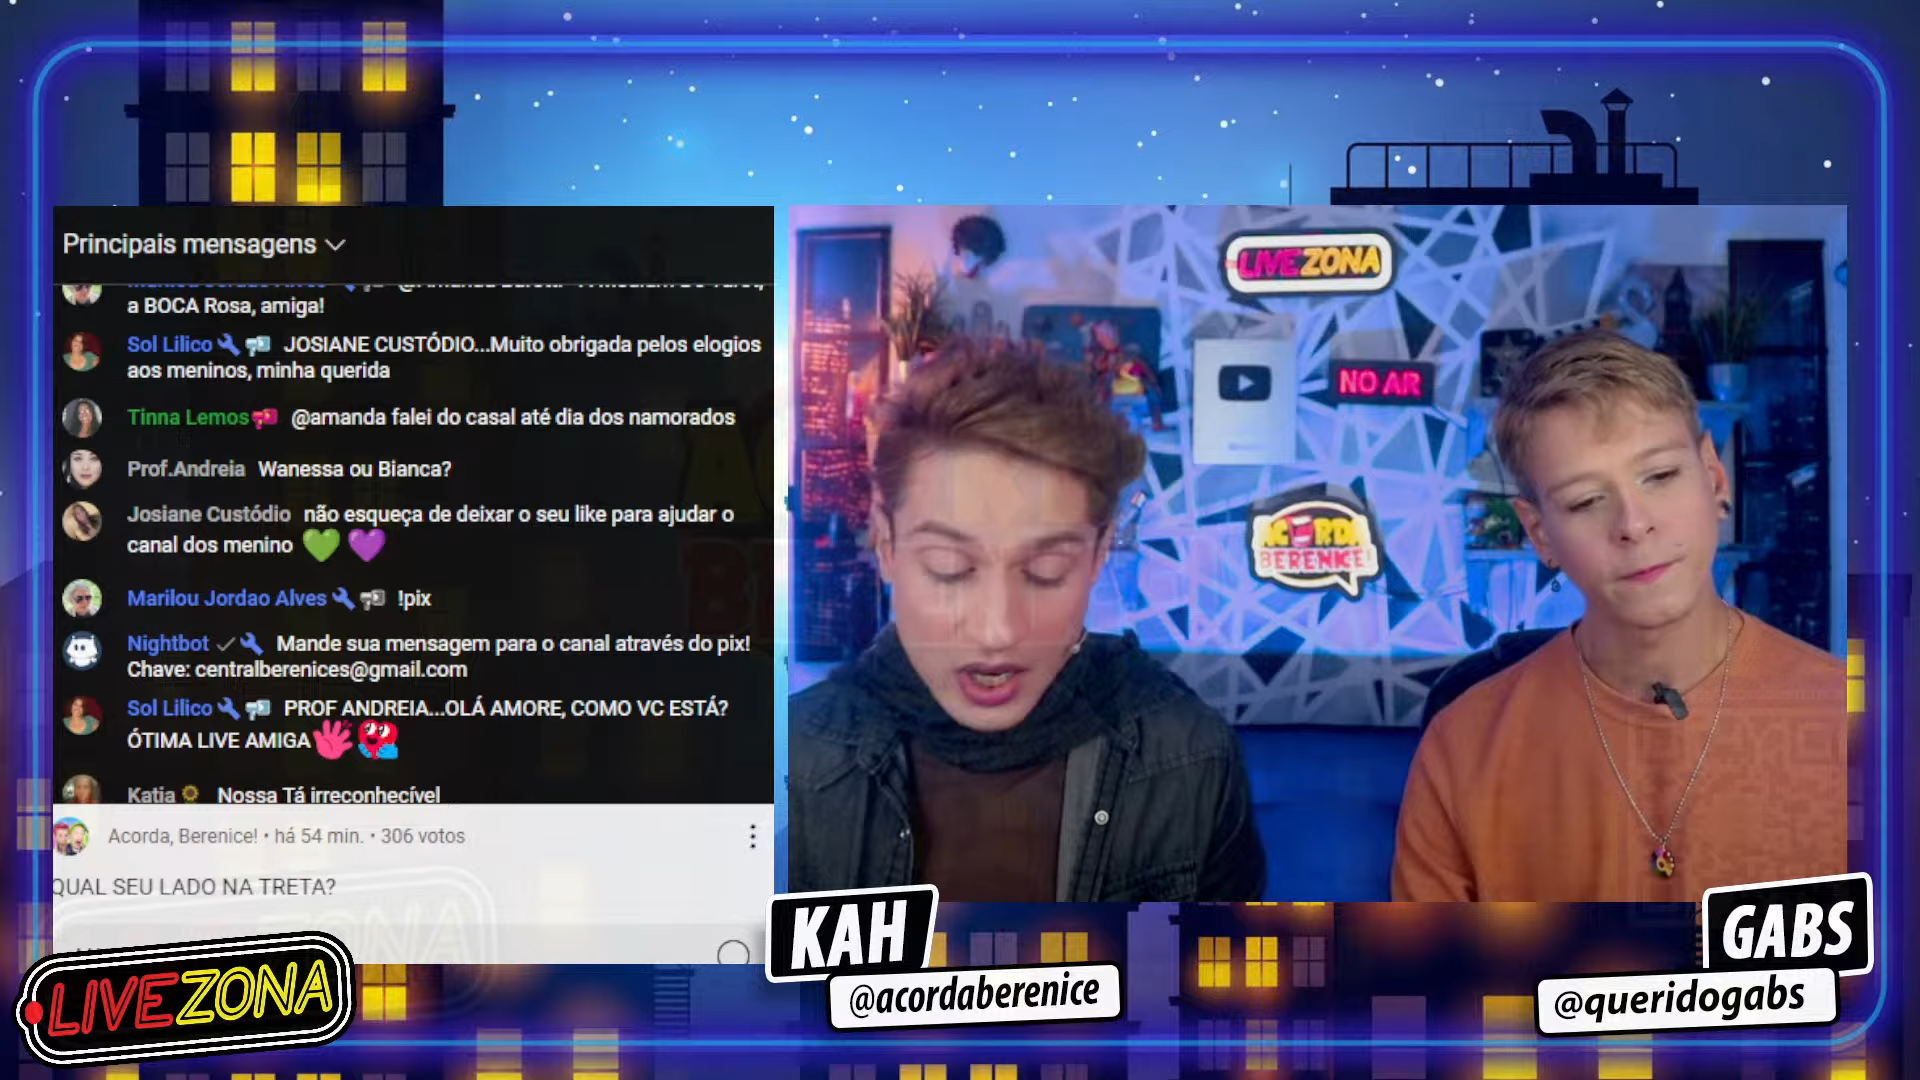 Principais mensagens
a BOCA Rosa, amiga!
Sol Lilico JOSIANE CUSTÓDIO...Muito obrigada pelos elogios
aos meninos, minha querida
Tinna Lemos @amanda falei do casal até dia dos namorados
Prof.Andreia Wanessa ou Bianca?
Josiane Custódio não esqueça de deixar o seu like para ajudar o
canal dos menino
Marilou Jordao Alves !pix
Nightbot Mande sua mensagem para o canal através do pix!
Chave: centralberenices@gmail.com
Sol Lilico PROF ANDREIA...OLÁ AMORE, COMO VC ESTÁ?
ÓTIMA LIVE AMIGA
Katia Nossa Tá irreconhecível
Acorda, Berenice! • há 54 min. • 306 votos
QUAL SEU LADO NA TRETA?
LIVEZONA
LIVEZONA
NO AR
ACORDA
BERENICE!
KAH
@acordaberenice
GABS
@queridogabs